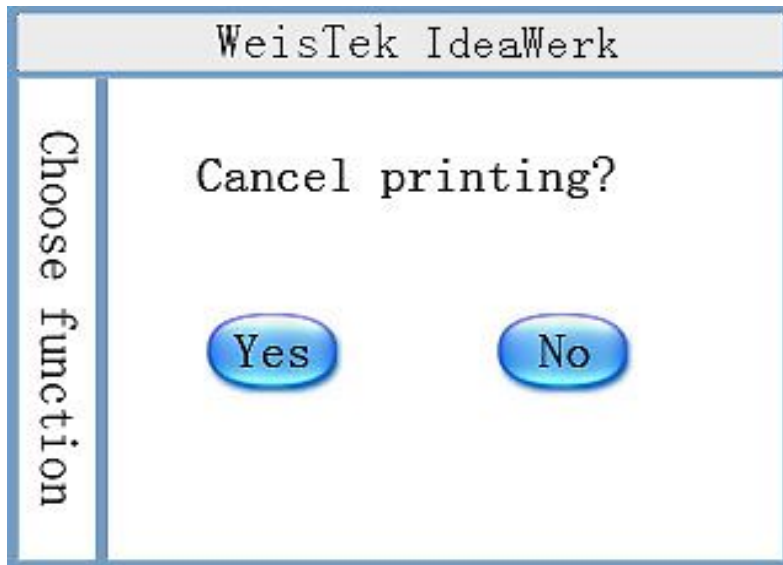 WeisTek IdeaWerk
Choose function
Cancel printing?
Yes
No